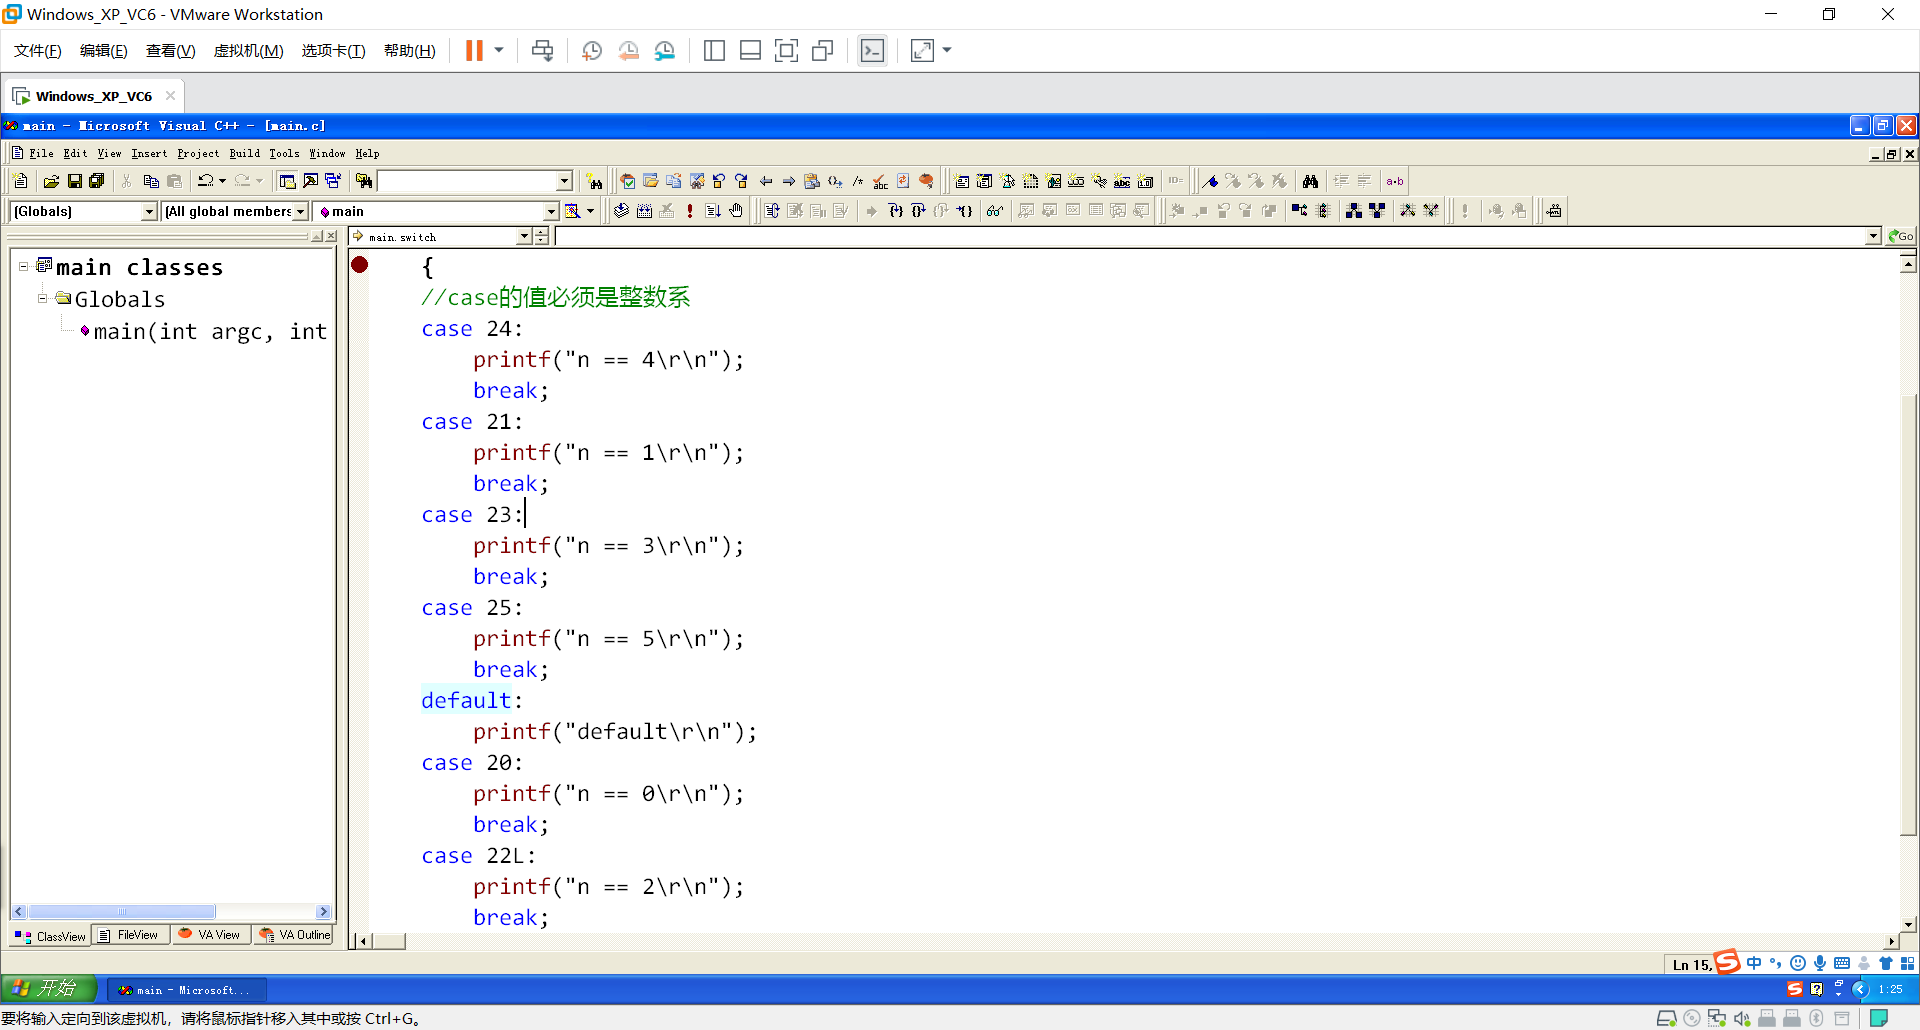 Windows_XP_VC6 - VMware Workstation
文件(F) 编辑(E) 查看(V) 虚拟机(M) 选项卡(T) 帮助(H)
Windows_XP_VC6
main - Microsoft Visual C++ - [main.c]
File Edit View Insert Project Build Tools Window Help
(Globals) (All global members main
main.switch Go
main classes
Globals
main(int argc, int
{
//case的值必须是整数系
case 24:
printf("n == 4\r\n");
break;
case 21:
printf("n == 1\r\n");
break;
case 23:
printf("n == 3\r\n");
break;
case 25:
printf("n == 5\r\n");
break;
default:
printf("default\r\n");
case 20:
printf("n == 0\r\n");
break;
case 22L:
printf("n == 2\r\n");
break;
ClassView FileView VA View VA Outline
Ln 15, 中
开始 main - Microsoft... 1:25
要将输入定向到该虚拟机，请将鼠标指针移入其中或按 Ctrl+G。